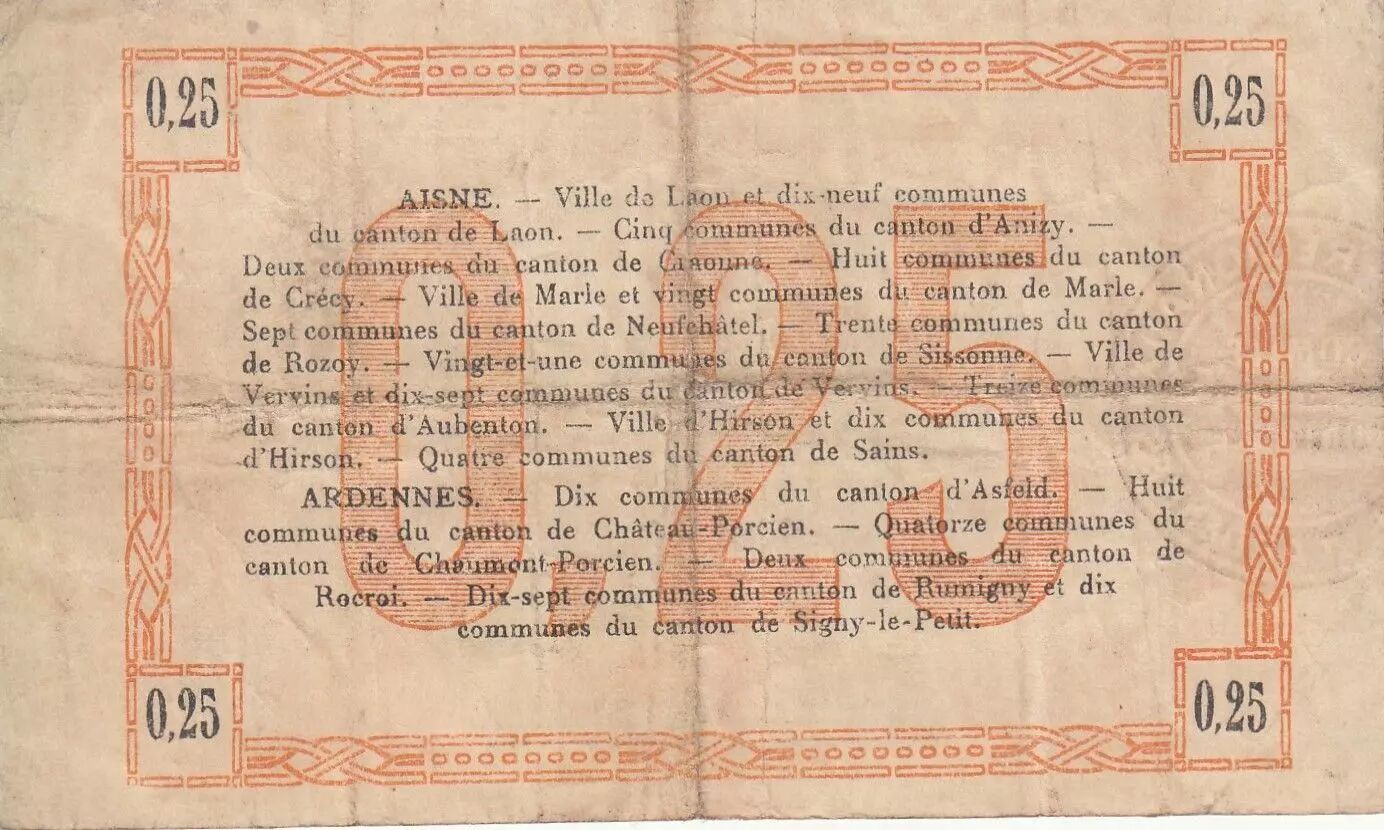 0,25
0,25
AISNE. — Ville de Laon et dix-neuf communes
du canton de Laon. — Cinq communes du canton d'Anizy. —
Deux communes du canton de Craonne. — Huit communes du canton
de Crécy. — Ville de Marle et vingt communes du canton de Marle. —
Sept communes du canton de Neufchâtel. — Trente communes du canton
de Rozoy. — Vingt-et-une communes du canton de Sissonne. — Ville de
Vervins et dix-sept communes du canton de Vervins. — Treize communes
du canton d'Aubenton. — Ville d'Hirson et dix communes du canton
d'Hirson. — Quatre communes du canton de Sains.
ARDENNES. — Dix communes du canton d'Asfeld. — Huit
communes du canton de Château-Porcien. — Quatorze communes du
canton de Chaumont-Porcien. — Deux communes du canton de
Rocroi. — Dix-sept communes du canton de Rumigny et dix
communes du canton de Signy-le-Petit.
0,25
0,25
0,25